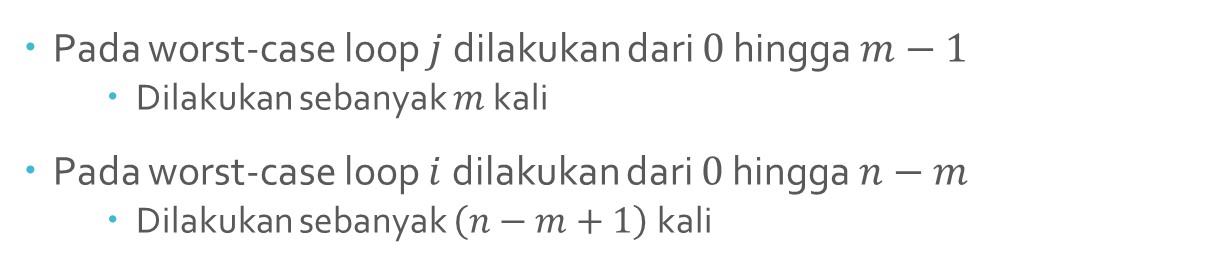 • Pada worst-case loop j dilakukan dari 0 hingga m − 1
• Dilakukan sebanyak m kali
• Pada worst-case loop i dilakukan dari 0 hingga n − m
• Dilakukan sebanyak (n − m + 1) kali